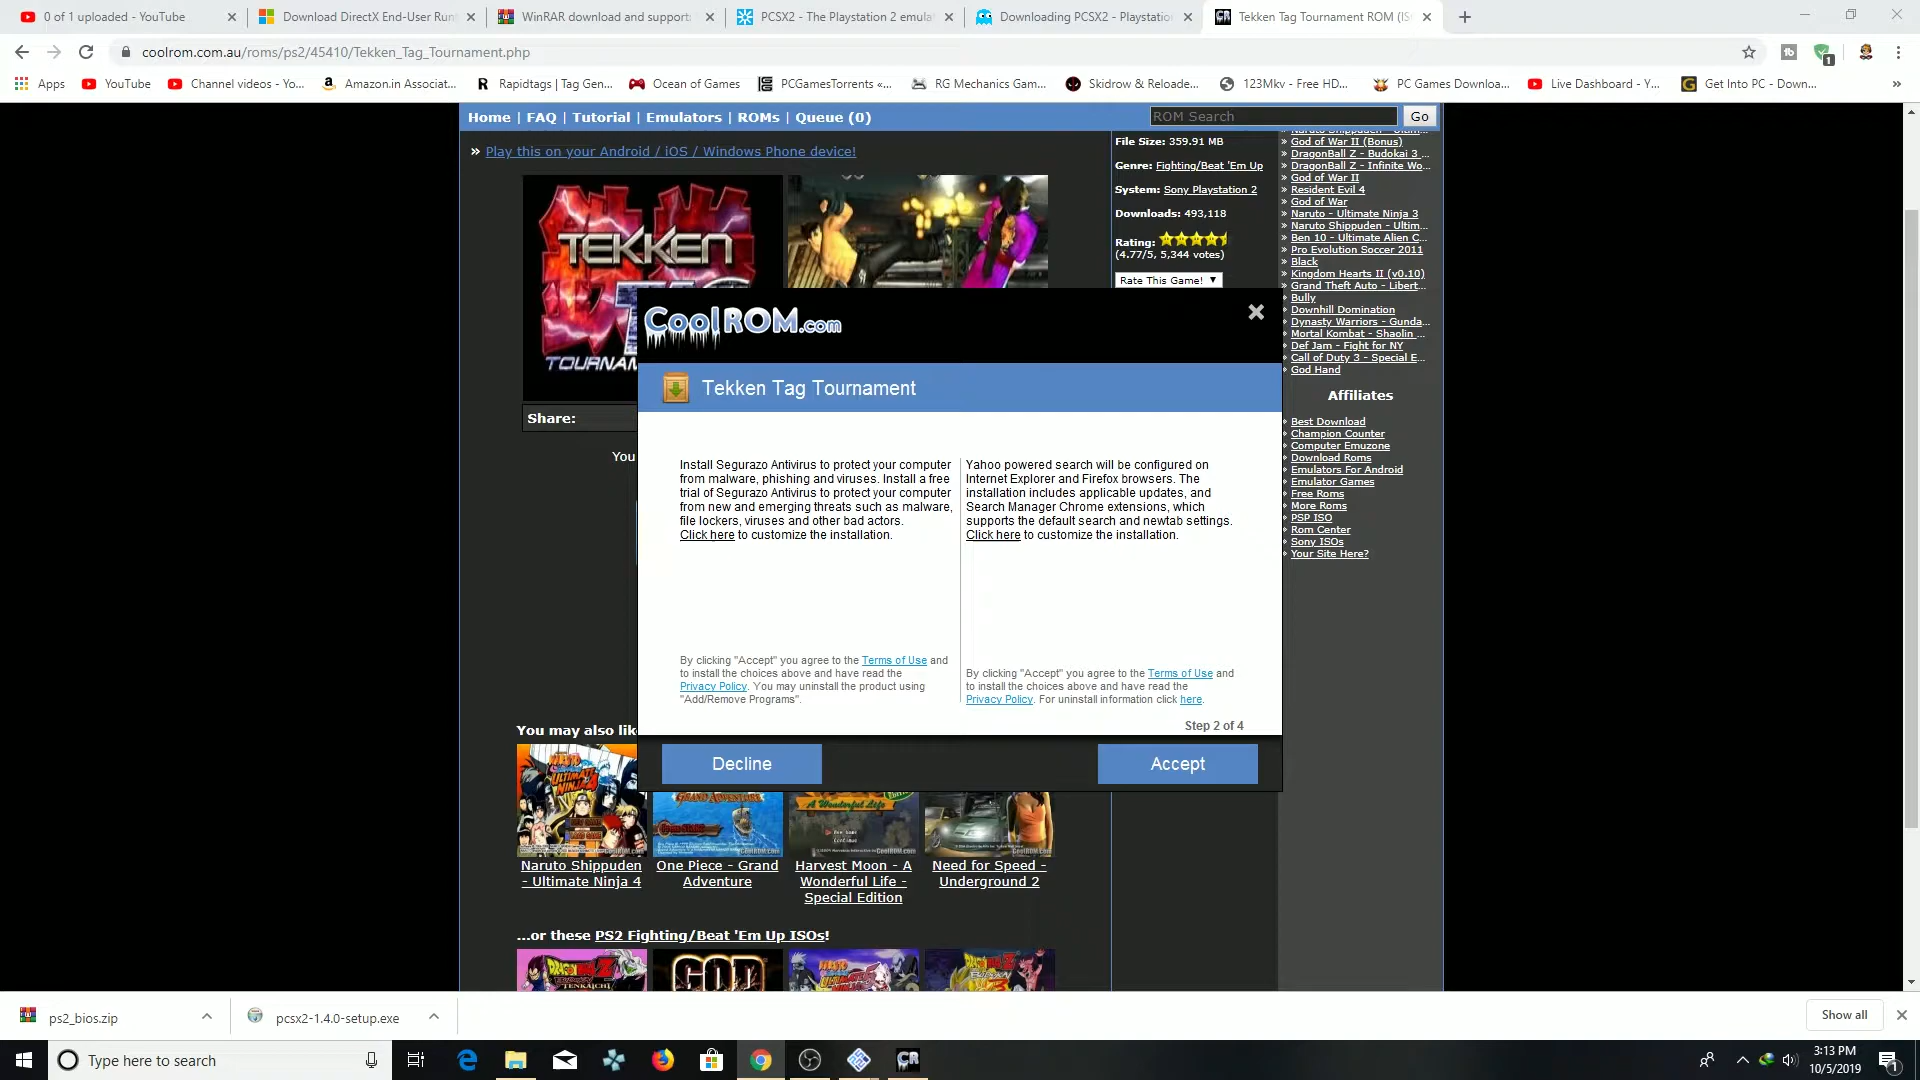 0 of 1 uploaded - YouTube
Download DirectX End-User Run
WinRAR download and support
PCSX2 - The Playstation 2 emula
Downloading PCSX2 - Playstatio
Tekken Tag Tournament ROM (IS
coolrom.com.au/roms/ps2/45410/Tekken_Tag_Tournament.php
1
Apps
YouTube
Channel videos - Yo...
Amazon.in Associat...
Rapidtags | Tag Gen...
Ocean of Games
PCGamesTorrents «...
RG Mechanics Gam...
Skidrow & Reloade...
123Mkv - Free HD...
PC Games Downloa...
Live Dashboard - Y...
Get Into PC - Down...
»
Home | FAQ | Tutorial | Emulators | ROMs | Queue (0)
ROM Search
Go
» Play this on your Android / iOS / Windows Phone device!
TEKKEN
Share:
You
File Size: 359.91 MB
Genre: Fighting/Beat 'Em Up
System: Sony Playstation 2
Downloads: 493,118
Rating:
(4.77/5, 5,344 votes)
Rate This Game!
» Naruto Shippuden - Ultim...
» God of War II (Bonus)
» DragonBall Z - Budokai 3 ...
» DragonBall Z - Infinite Wo...
» God of War II
» Resident Evil 4
» God of War
» Naruto - Ultimate Ninja 3
» Naruto Shippuden - Ultim...
» Ben 10 - Ultimate Alien C...
» Pro Evolution Soccer 2011
» Black
» Kingdom Hearts II (v0.10)
» Grand Theft Auto - Libert...
Bully
Downhill Domination
Dynasty Warriors - Gunda...
Mortal Kombat - Shaolin ...
Def Jam - Fight for NY
Call of Duty 3 - Special E...
God Hand
Affiliates
Best Download
Champion Counter
Computer Emuzone
Download Roms
Emulators For Android
Emulator Games
Free Roms
More Roms
PSP ISO
Rom Center
Sony ISOs
Your Site Here?
CoolROM.com
Tekken Tag Tournament
Install Segurazo Antivirus to protect your computer
from malware, phishing and viruses. Install a free
trial of Segurazo Antivirus to protect your computer
from new and emerging threats such as malware,
file lockers, viruses and other bad actors.
Click here to customize the installation.
By clicking "Accept" you agree to the Terms of Use and
to install the choices above and have read the
Privacy Policy. You may uninstall the product using
"Add/Remove Programs".
Yahoo powered search will be configured on
Internet Explorer and Firefox browsers. The
installation includes applicable updates, and
Search Manager Chrome extensions, which
supports the default search and newtab settings.
Click here to customize the installation.
By clicking "Accept" you agree to the Terms of Use and
to install the choices above and have read the
Privacy Policy. For uninstall information click here.
Step 2 of 4
Decline
Accept
You may also lik
Naruto Shippuden
- Ultimate Ninja 4
GRAND ADVENTURE
One Piece - Grand
Adventure
A Wonderful Life
Harvest Moon - A
Wonderful Life -
Special Edition
Need for Speed -
Underground 2
...or these PS2 Fighting/Beat 'Em Up ISOs!
ps2_bios.zip
pcsx2-1.4.0-setup.exe
Show all
Type here to search
3:13 PM
10/5/2019
1